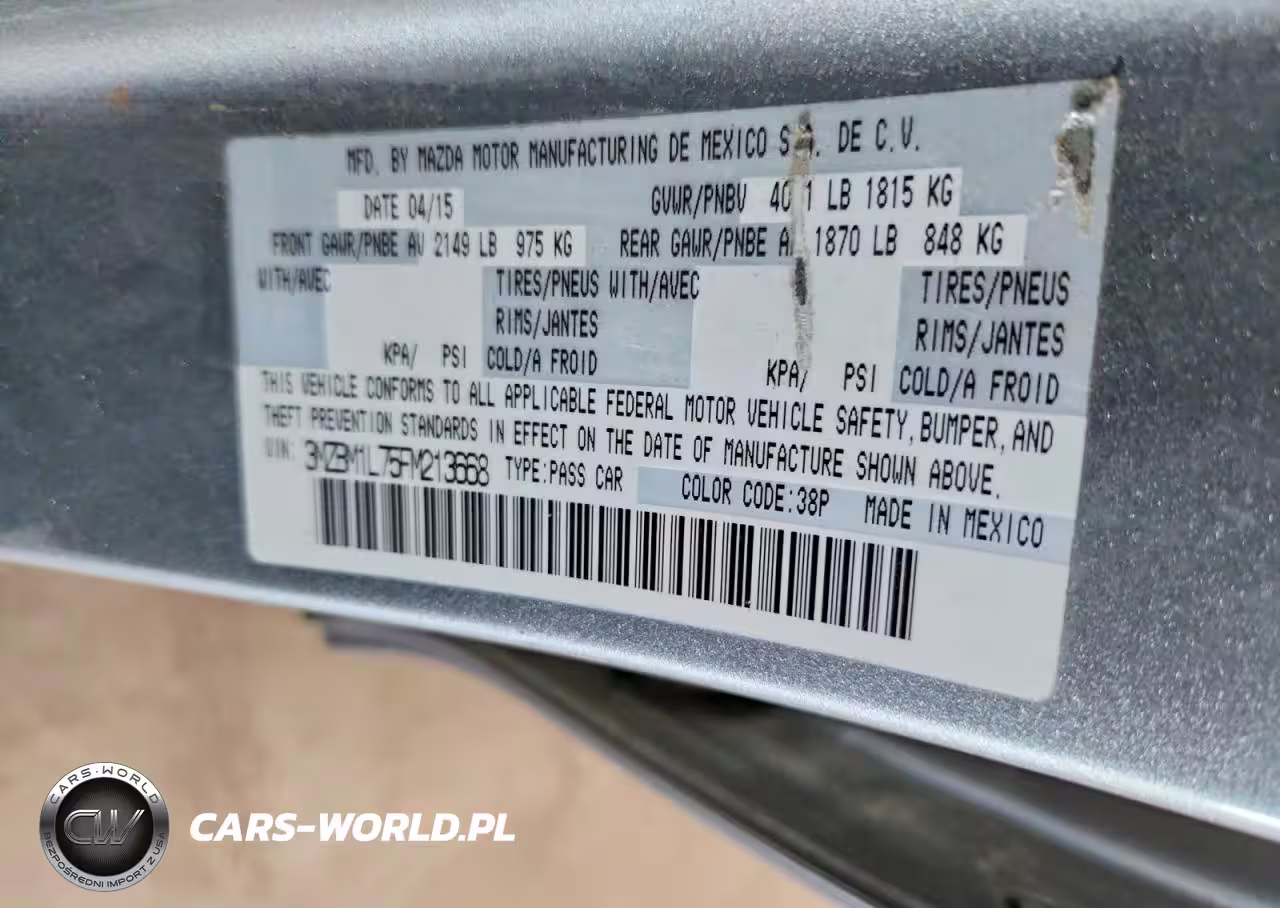 MFD. BY MAZDA MOTOR MANUFACTURING DE MEXICO S. DE C.V.
DATE 04/15 GVWR/PNBV LB 1815 KG
FRONT GAWR/PNBE AV 2149 LB 975 KG REAR GAWR/PNBE 1870 LB 848 KG
WITH/AVEC TIRES/PNEUS WITH/AVEC TIRES/PNEUS
RIMS/JANTES RIMS/JANTES
KPA/ PSI COLD/A FROID KPA/ PSI COLD/A FROID
THIS VEHICLE CONFORMS TO ALL APPLICABLE FEDERAL MOTOR VEHICLE SAFETY, BUMPER, AND
THEFT PREVENTION STANDARDS IN EFFECT ON THE DATE OF MANUFACTURE SHOWN ABOVE.
VIN: 3MZBM1L75FM213668 TYPE:PASS CAR COLOR CODE:38P MADE IN MEXICO
CARS-WORLD
CW
BEZPOŚREDNI IMPORT Z USA
CARS-WORLD.PL